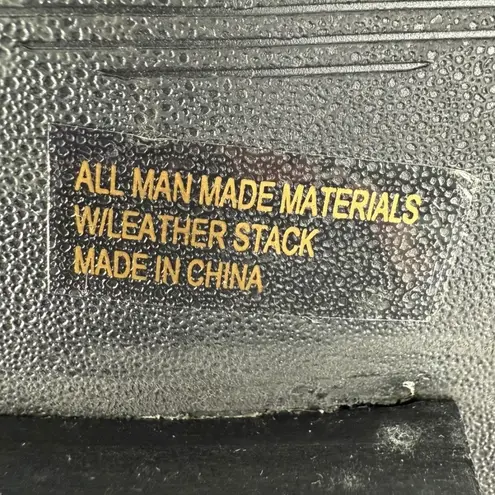 ALL MAN MADE MATERIALS
W/LEATHER STACK
MADE IN CHINA